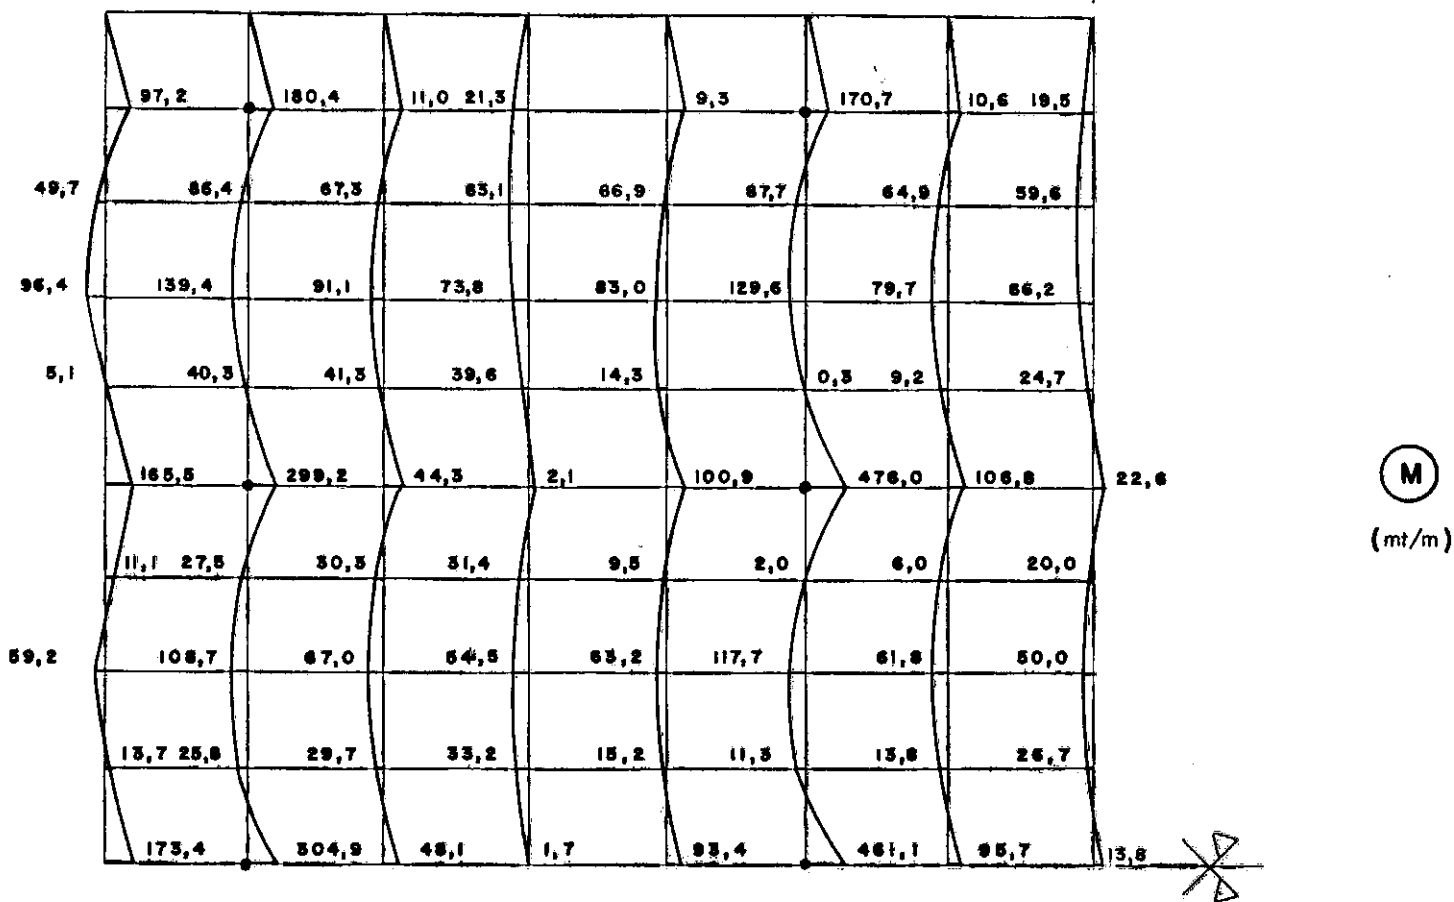 97,2 180,4 11,0 21,3 9,3 170,7 10,6 19,5
49,7 86,4 67,3 63,1 66,9 87,7 64,9 59,6
96,4 139,4 91,1 73,8 83,0 129,6 79,7 66,2
5,1 40,3 41,3 39,6 14,3 0,3 9,2 24,7
165,5 299,2 44,3 2,1 100,9 476,0 106,8 22,6
M
(mt/m)
11,1 27,5 30,3 31,4 9,5 2,0 6,0 20,0
59,2 108,7 67,0 54,5 63,2 117,7 61,8 50,0
13,7 25,8 29,7 33,2 15,2 11,3 13,8 26,7
173,4 304,9 48,1 1,7 93,4 461,1 95,7 13,8